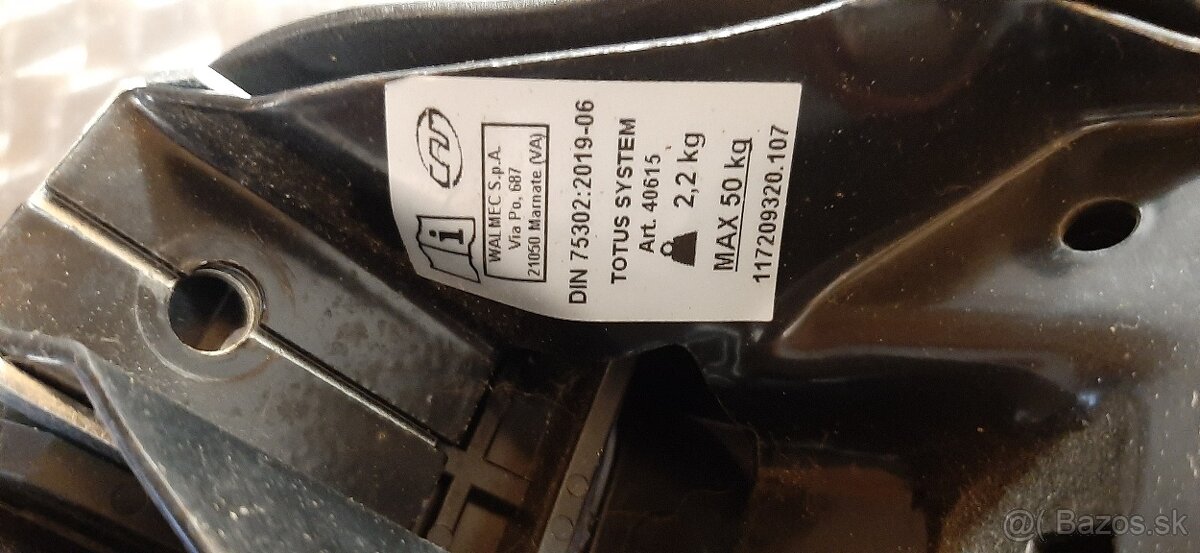 CAM
WALMEC S.p.A.
Via Po, 687
21050 Marnate (VA)
DIN 75302:2019-06
TOTUS SYSTEM
Art. 40615
2,2 kg
MAX 50 kg
117209320.107
@( Bazos.sk